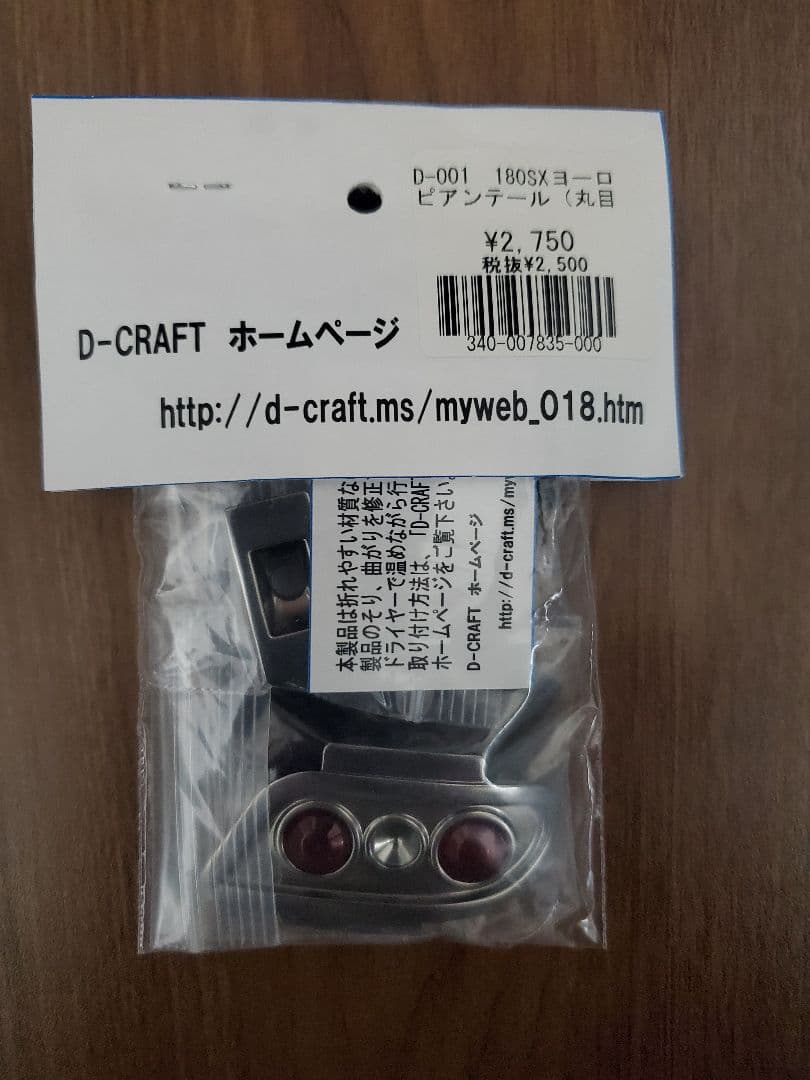 D-001 180SXヨーロ
ピアンテール（丸目
¥2,750
税抜¥2,500
340-007835-000
D-CRAFT ホームページ
http://d-craft.ms/myweb_018.htm
本製品は折れやすい材質な
製品のそり、曲がりを修正
ドライヤーで温めながら行
取り付け方法は、「D-CRAF
ホームページをご覧下さい。
D-CRAFT ホームページ
http://d-craft.ms/my